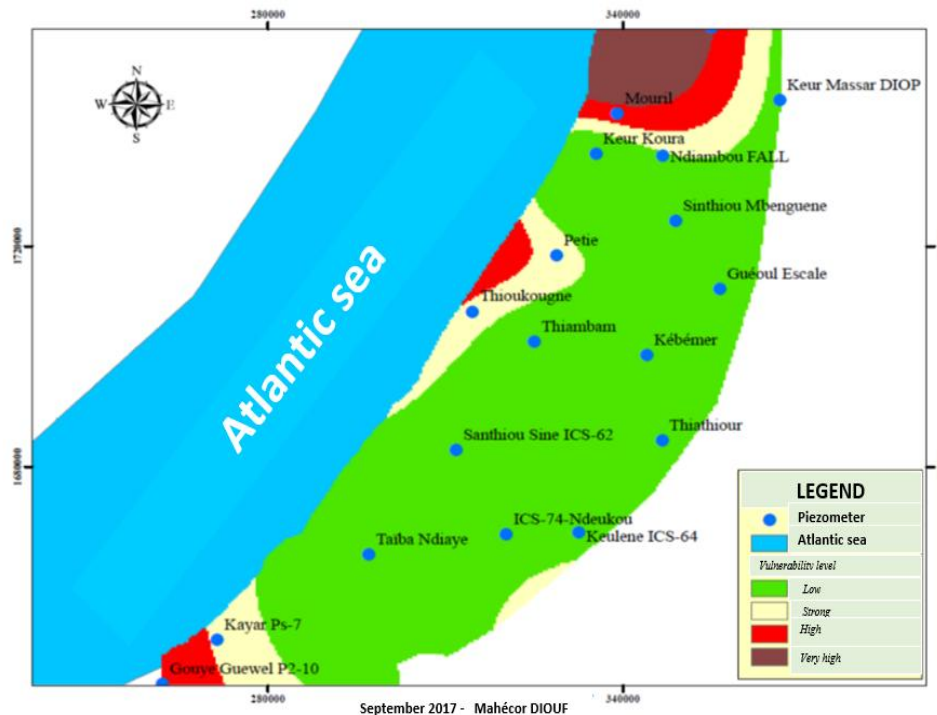 280000
340000
N
W
E
S
Keur Massar DIOP
Mouril
Keur Koura
Ndiambou FALL
Sinthiou Mbenguene
1720000
Petie
Atlantic sea
Guéoul Escale
Thioukougne
Thiambam
Kébémer
Thiathiour
Santhiou Sine ICS-62
1680000
LEGEND
ICS-74-Ndeukou
Piezometer
Taïba Ndiaye
Keulene ICS-64
Atlantic sea
Vulnerability level
Low
Strong
Kayar Ps-7
High
Gouye Guewel P2-10
Very high
280000
340000
September 2017 - Mahécor DIOUF